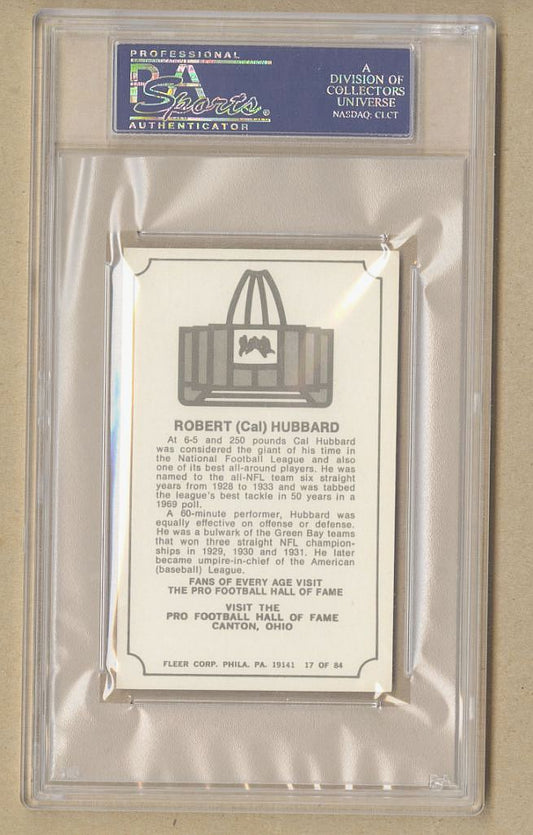 PROFESSIONAL
PSA
Sports®
AUTHENTICATOR
A
DIVISION OF
COLLECTORS
UNIVERSE
NASDAQ: CLCT
ROBERT (Cal) HUBBARD
At 6-5 and 250 pounds Cal Hubbard
was considered the giant of his time in
the National Football League and also
one of its best all-around players. He was
named to the all-NFL team six straight
years from 1928 to 1933 and was tabbed
the league's best tackle in 50 years in a
1969 poll.
A 60-minute performer, Hubbard was
equally effective on offense or defense.
He was a bulwark of the Green Bay teams
that won three straight NFL champion-
ships in 1929, 1930 and 1931. He later
became umpire-in-chief of the American
(baseball) League.
FANS OF EVERY AGE VISIT
THE PRO FOOTBALL HALL OF FAME
VISIT THE
PRO FOOTBALL HALL OF FAME
CANTON, OHIO
FLEER CORP. PHILA. PA. 19141 17 OF 84